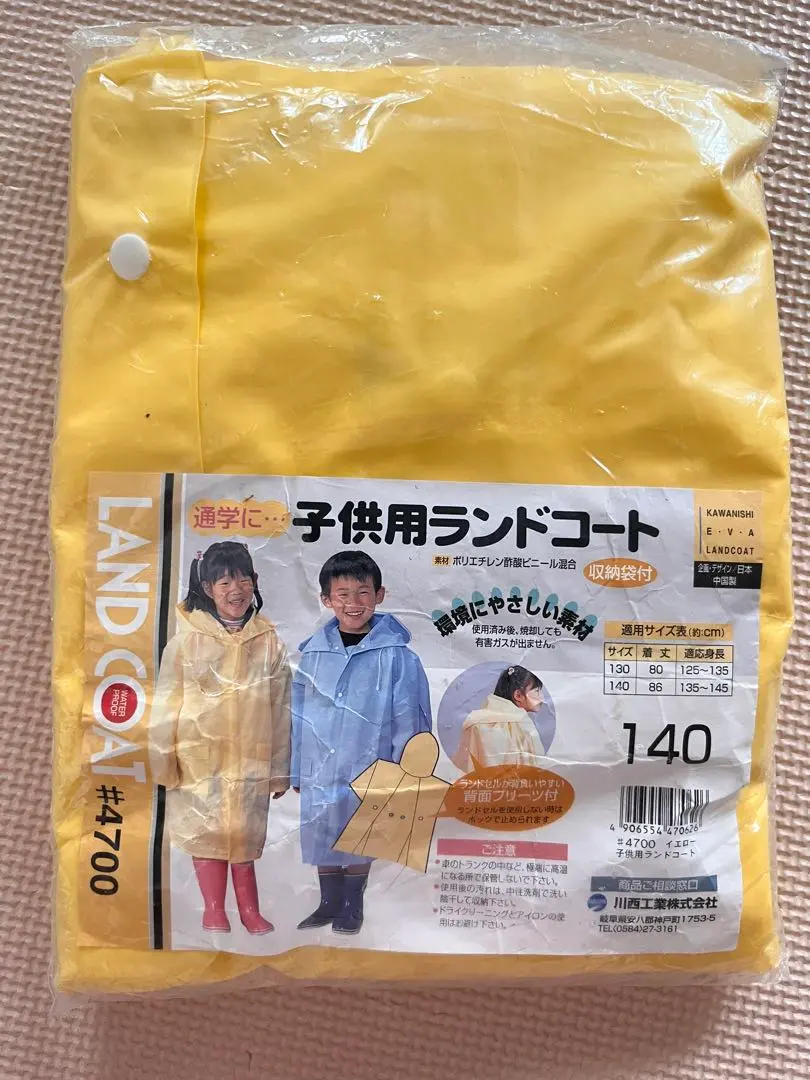 LAND COAT
WATER PROOF
#4700
通学に…
子供用ランドコート
素材 ポリエチレン酢酸ビニール混合
収納袋付
KAWANISHI
E・V・A
LANDCOAT
企画・デザイン/日本
中国製
環境にやさしい素材
使用済み後、焼却しても
有害ガスが出ません。
適用サイズ表(約:cm)
サイズ 着丈 適応身長
130 80 125〜135
140 86 135〜145
140
ランドセルが背負いやすい
背面プリーツ付
ランドセルを使用しない時は
ホックで止められます
ご注意
●車のトランクの中など、極端に高温
になる所で保管しないで下さい。
●使用後の汚れは、中性洗剤で洗い
陰干して収納下さい。
●ドライクリーニングとアイロンの使
用はお避け下さい。
4 906554 470626
#4700 イエロー
子供用ランドコート
商品ご相談窓口
川西工業株式会社
岐阜県安八郡神戸町1753-5
TEL(0584)27-3161